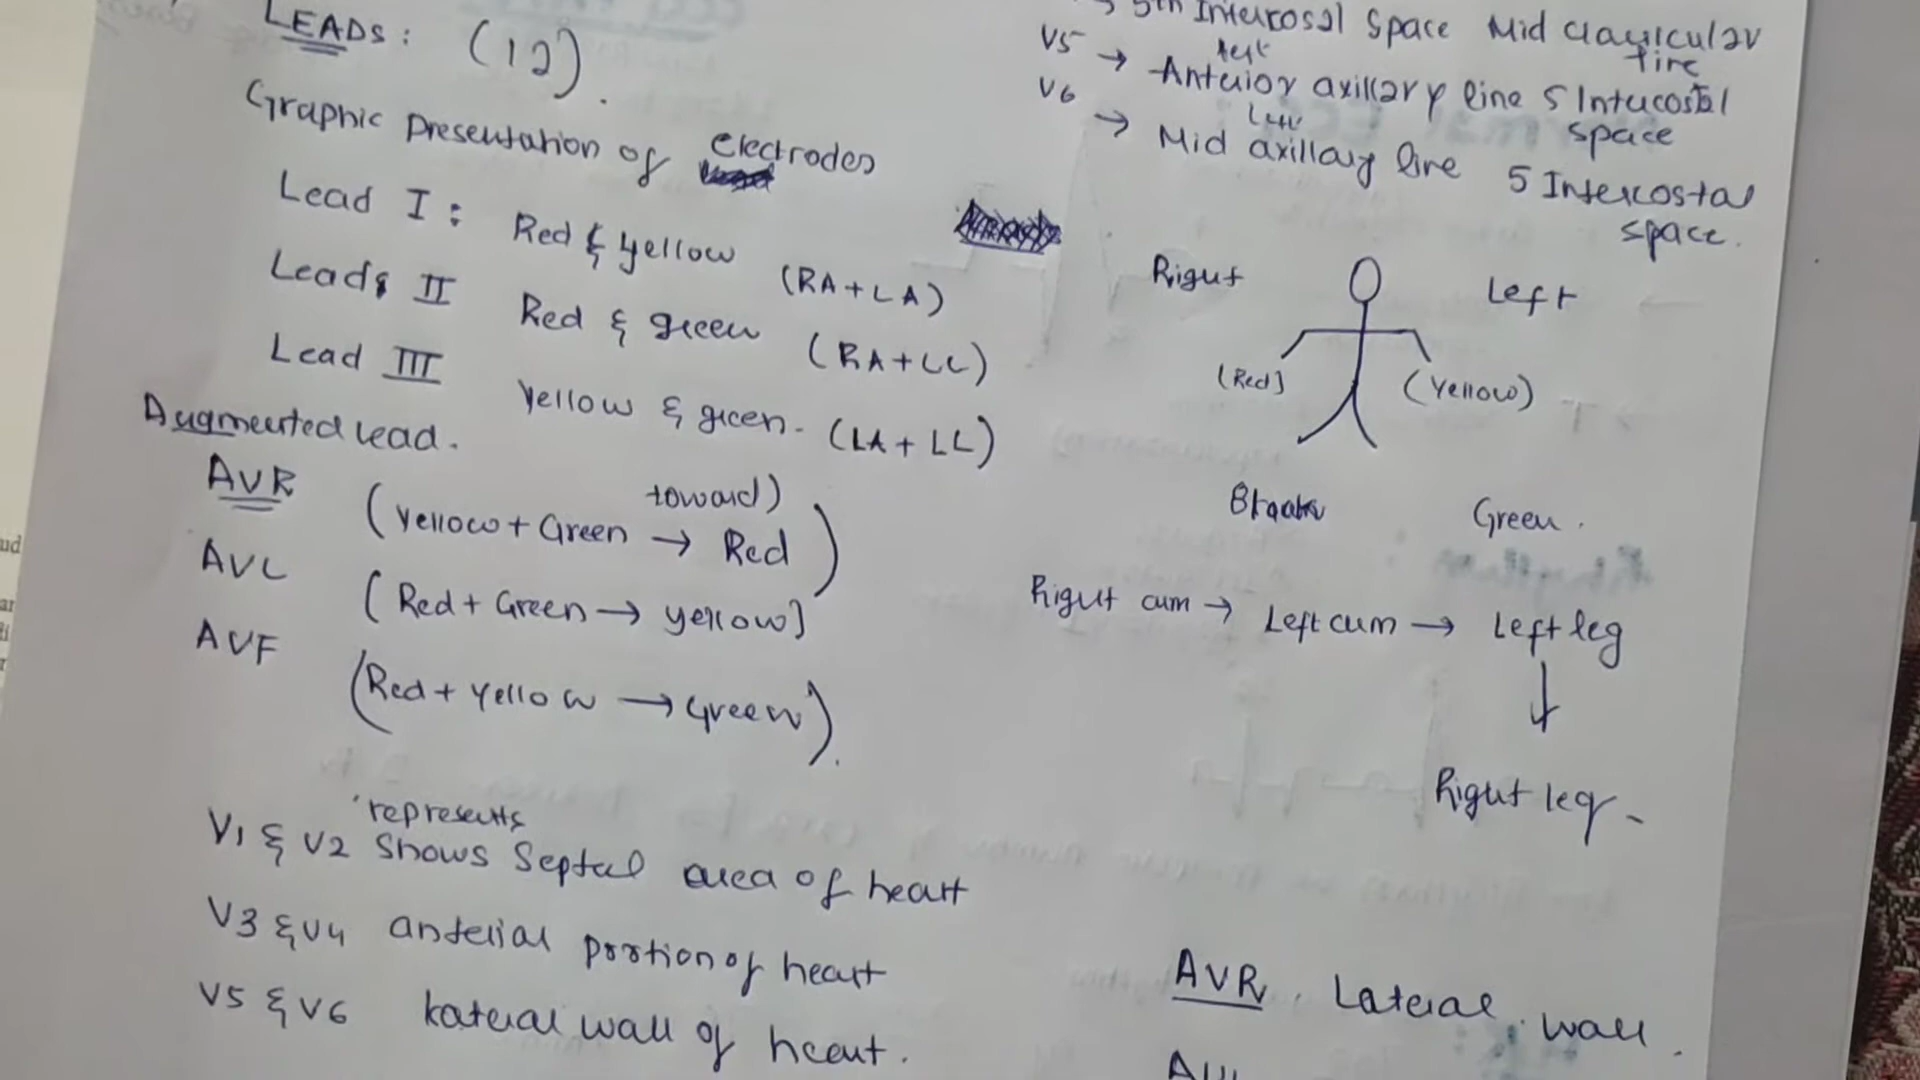 LEADS: (12).
Graphic Presentation of electrodes
Lead I: Red & yellow (RA+LA)
Leads II Red & green (RA+LL)
Lead III yellow & green. (LA+LL)
Augmented lead.
toward)
AVR (yellow+Green → Red)
AVL (Red+Green → yellow)
AVF (Red+yellow → Green).
represents
V1 & V2 Shows Septal area of heart
V3 & V4 anterial portion of heart
V5 & V6 Lateral wall of heart.
5th Intercosal Space Mid clavicular
line
V5 → left
Anterior axillary line 5 Intercostal
space
V6 → Mid axillary line 5 Intercostal
space.
Right Left
(Red) (Yellow)
Green.
Right arm → Left arm → Left leg
↓
Right leg -
AVR. Lateral wall.